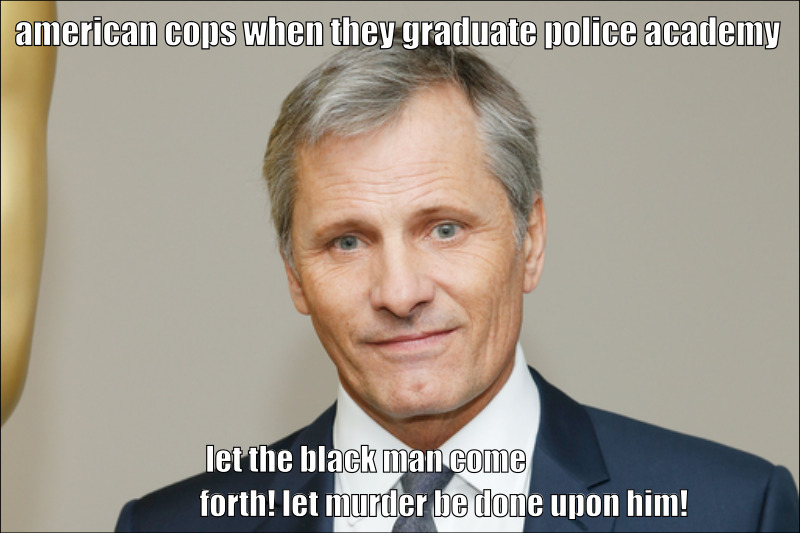 american cops when they graduate police academy
let the black man come
forth! let murder be done upon him!